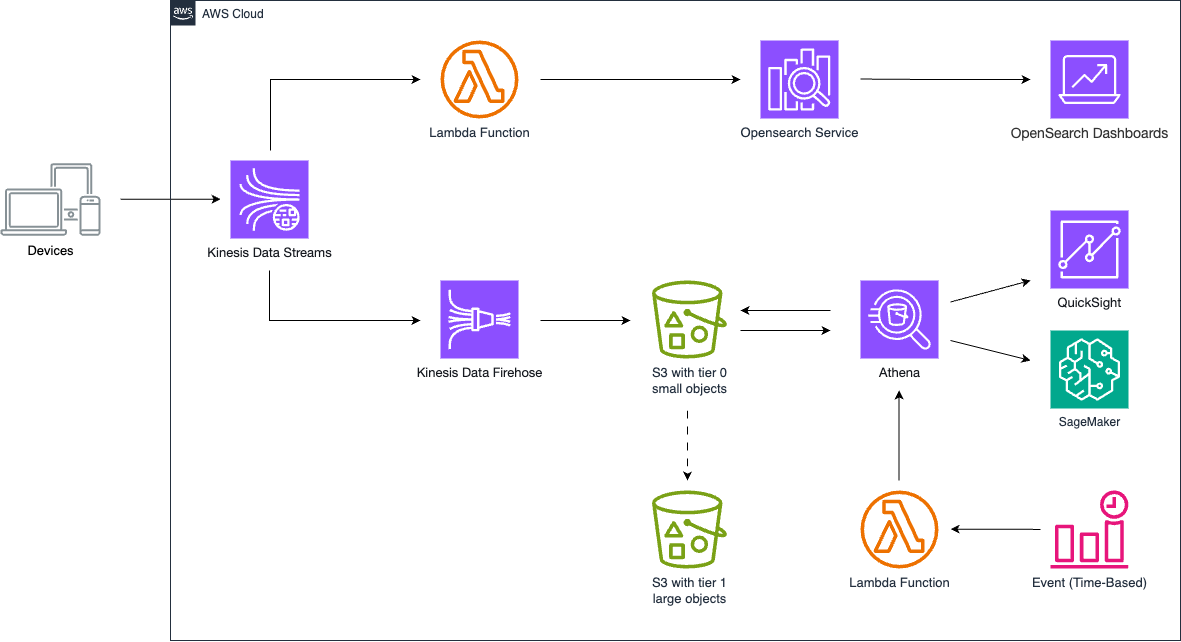 aws
AWS Cloud
Lambda Function
Opensearch Service
OpenSearch Dashboards
Devices
Kinesis Data Streams
QuickSight
Kinesis Data Firehose
S3 with tier 0
small objects
Athena
SageMaker
S3 with tier 1
large objects
Lambda Function
Event (Time-Based)